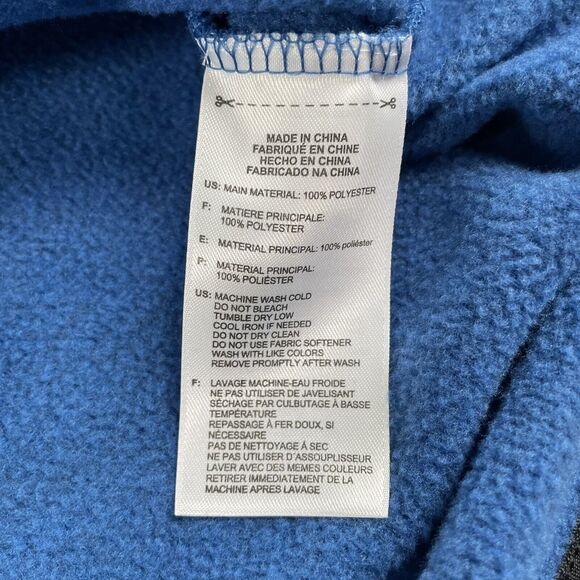 MADE IN CHINA
FABRIQUÉ EN CHINE
HECHO EN CHINA
FABRICADO NA CHINA
US: MAIN MATERIAL: 100% POLYESTER
F: MATIERE PRINCIPALE:
100% POLYESTER
E: MATERIAL PRINCIPAL: 100% poliéster
P: MATERIAL PRINCIPAL:
100% POLIÉSTER
US: MACHINE WASH COLD
DO NOT BLEACH
TUMBLE DRY LOW
COOL IRON IF NEEDED
DO NOT DRY CLEAN
DO NOT USE FABRIC SOFTENER
WASH WITH LIKE COLORS
REMOVE PROMPTLY AFTER WASH
F: LAVAGE MACHINE-EAU FROIDE
NE PAS UTILISER DE JAVELISANT
SÉCHAGE PAR CULBUTAGE À BASSE
TEMPÉRATURE
REPASSAGE À FER DOUX, SI
NÉCESSAIRE
PAS DE NETTOYAGE À SEC
NE PAS UTILISER D'ASSOUPLISSEUR
LAVER AVEC DES MEMES COULEURS
RETIRER IMMEDIATEMENT DE LA
MACHINE APRES LAVAGE